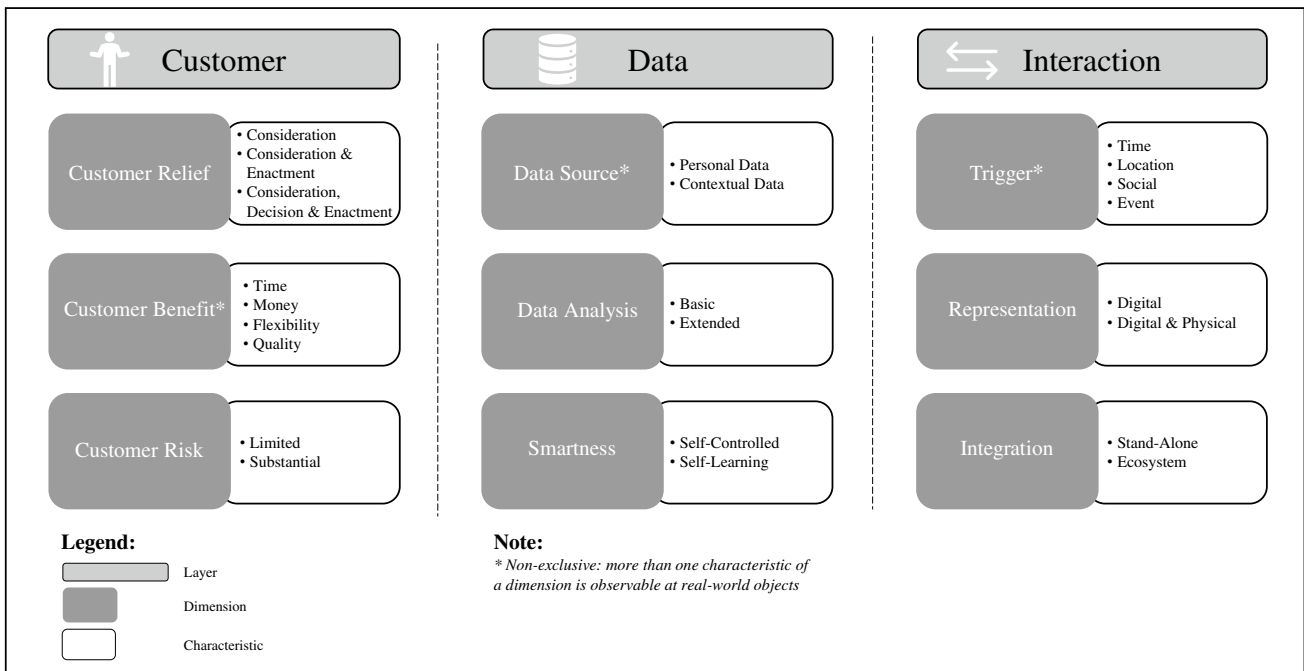 Customer
Customer Relief
• Consideration
• Consideration &
Enactment
• Consideration,
Decision & Enactment
Customer Benefit*
• Time
• Money
• Flexibility
• Quality
Customer Risk
• Limited
• Substantial
Data
Data Source*
• Personal Data
• Contextual Data
Data Analysis
• Basic
• Extended
Smartness
• Self-Controlled
• Self-Learning
Interaction
Trigger*
• Time
• Location
• Social
• Event
Representation
• Digital
• Digital & Physical
Integration
• Stand-Alone
• Ecosystem
Legend:
Layer
Dimension
Characteristic
Note:
* Non-exclusive: more than one characteristic of
a dimension is observable at real-world objects